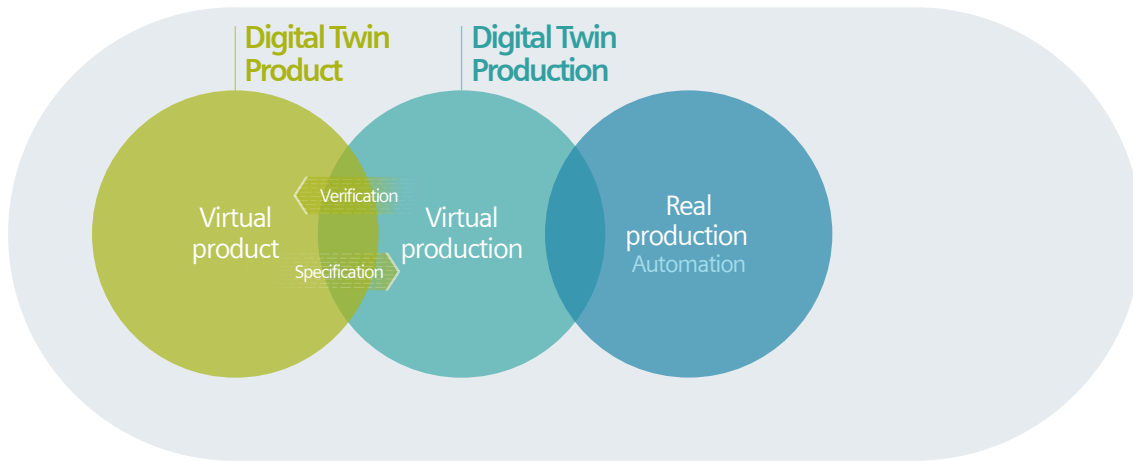 Digital Twin
Product
Digital Twin
Production
Virtual
product
Verification
Specification
Virtual
production
Real
production
Automation